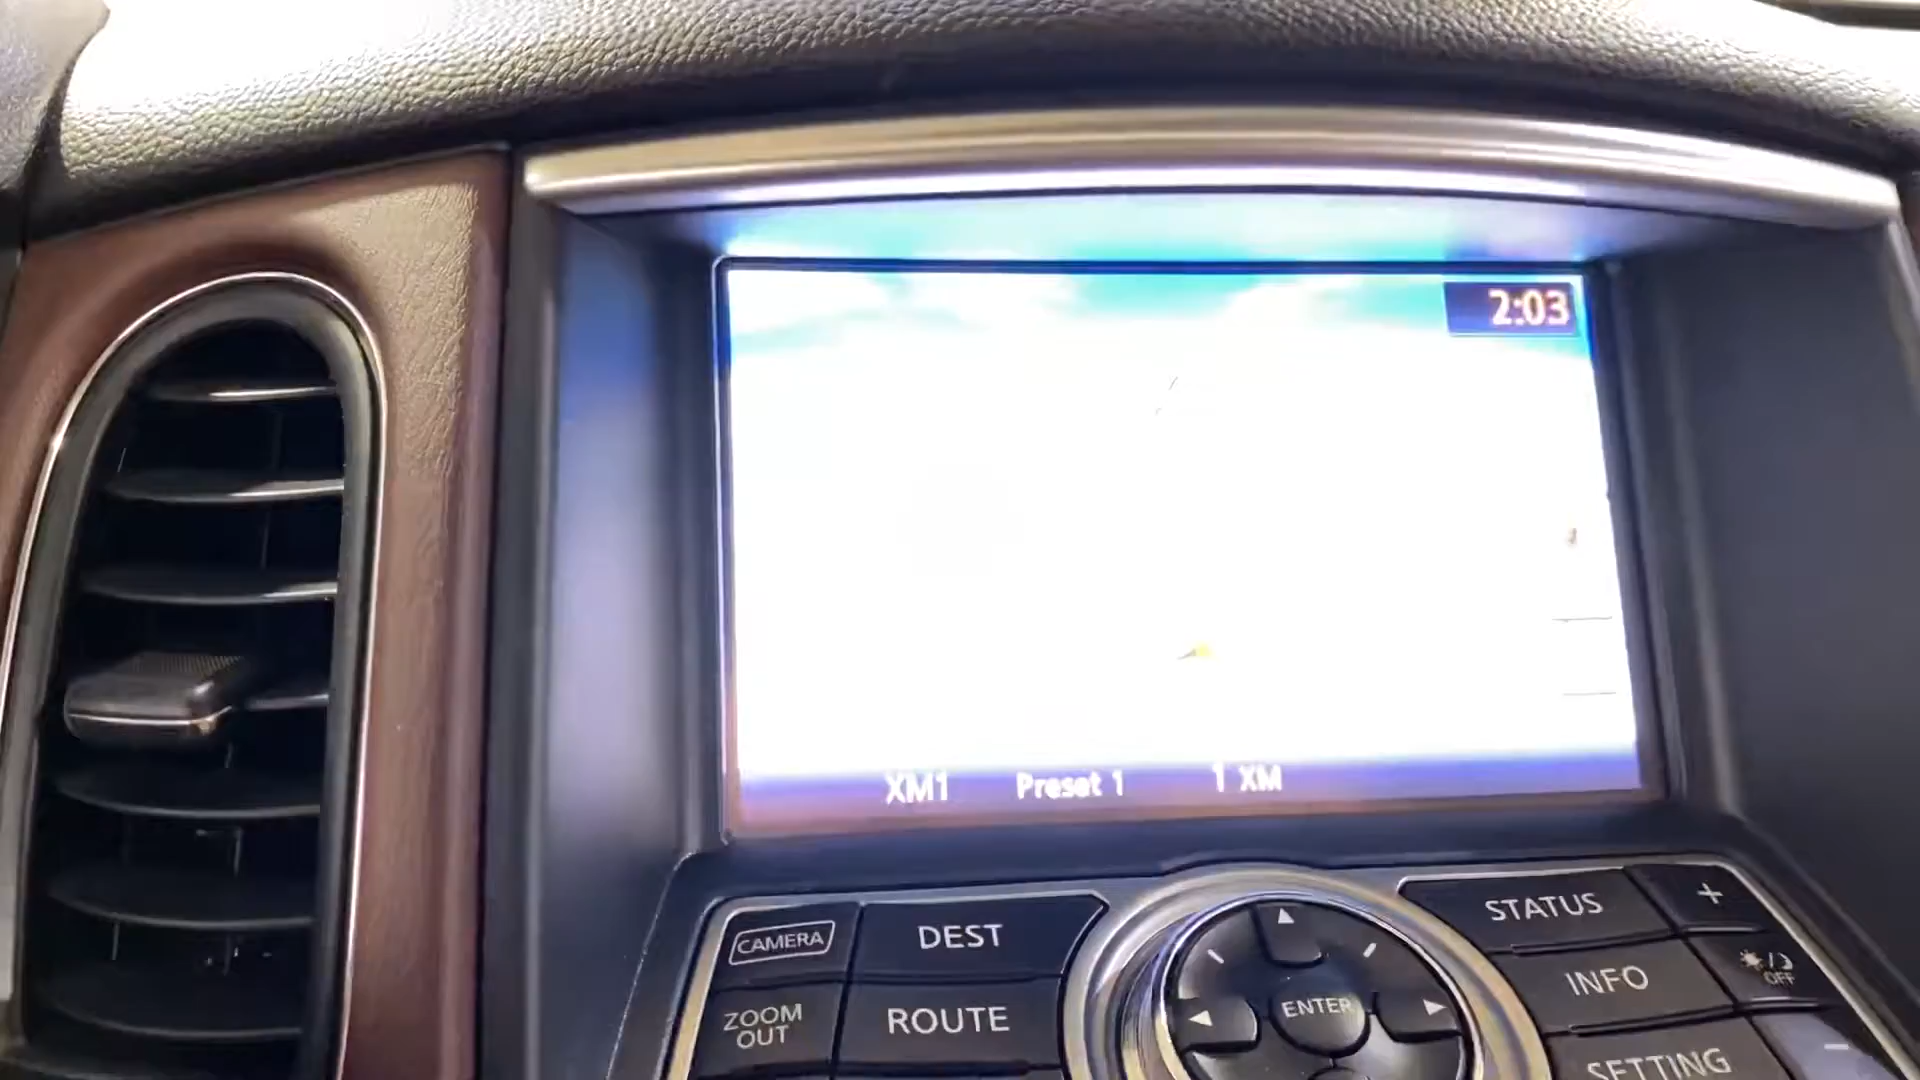 2:03
XM1 Preset 1 1 XM
CAMERA DEST
ZOOM OUT ROUTE
ENTER
STATUS +
INFO OFF
SETTING −